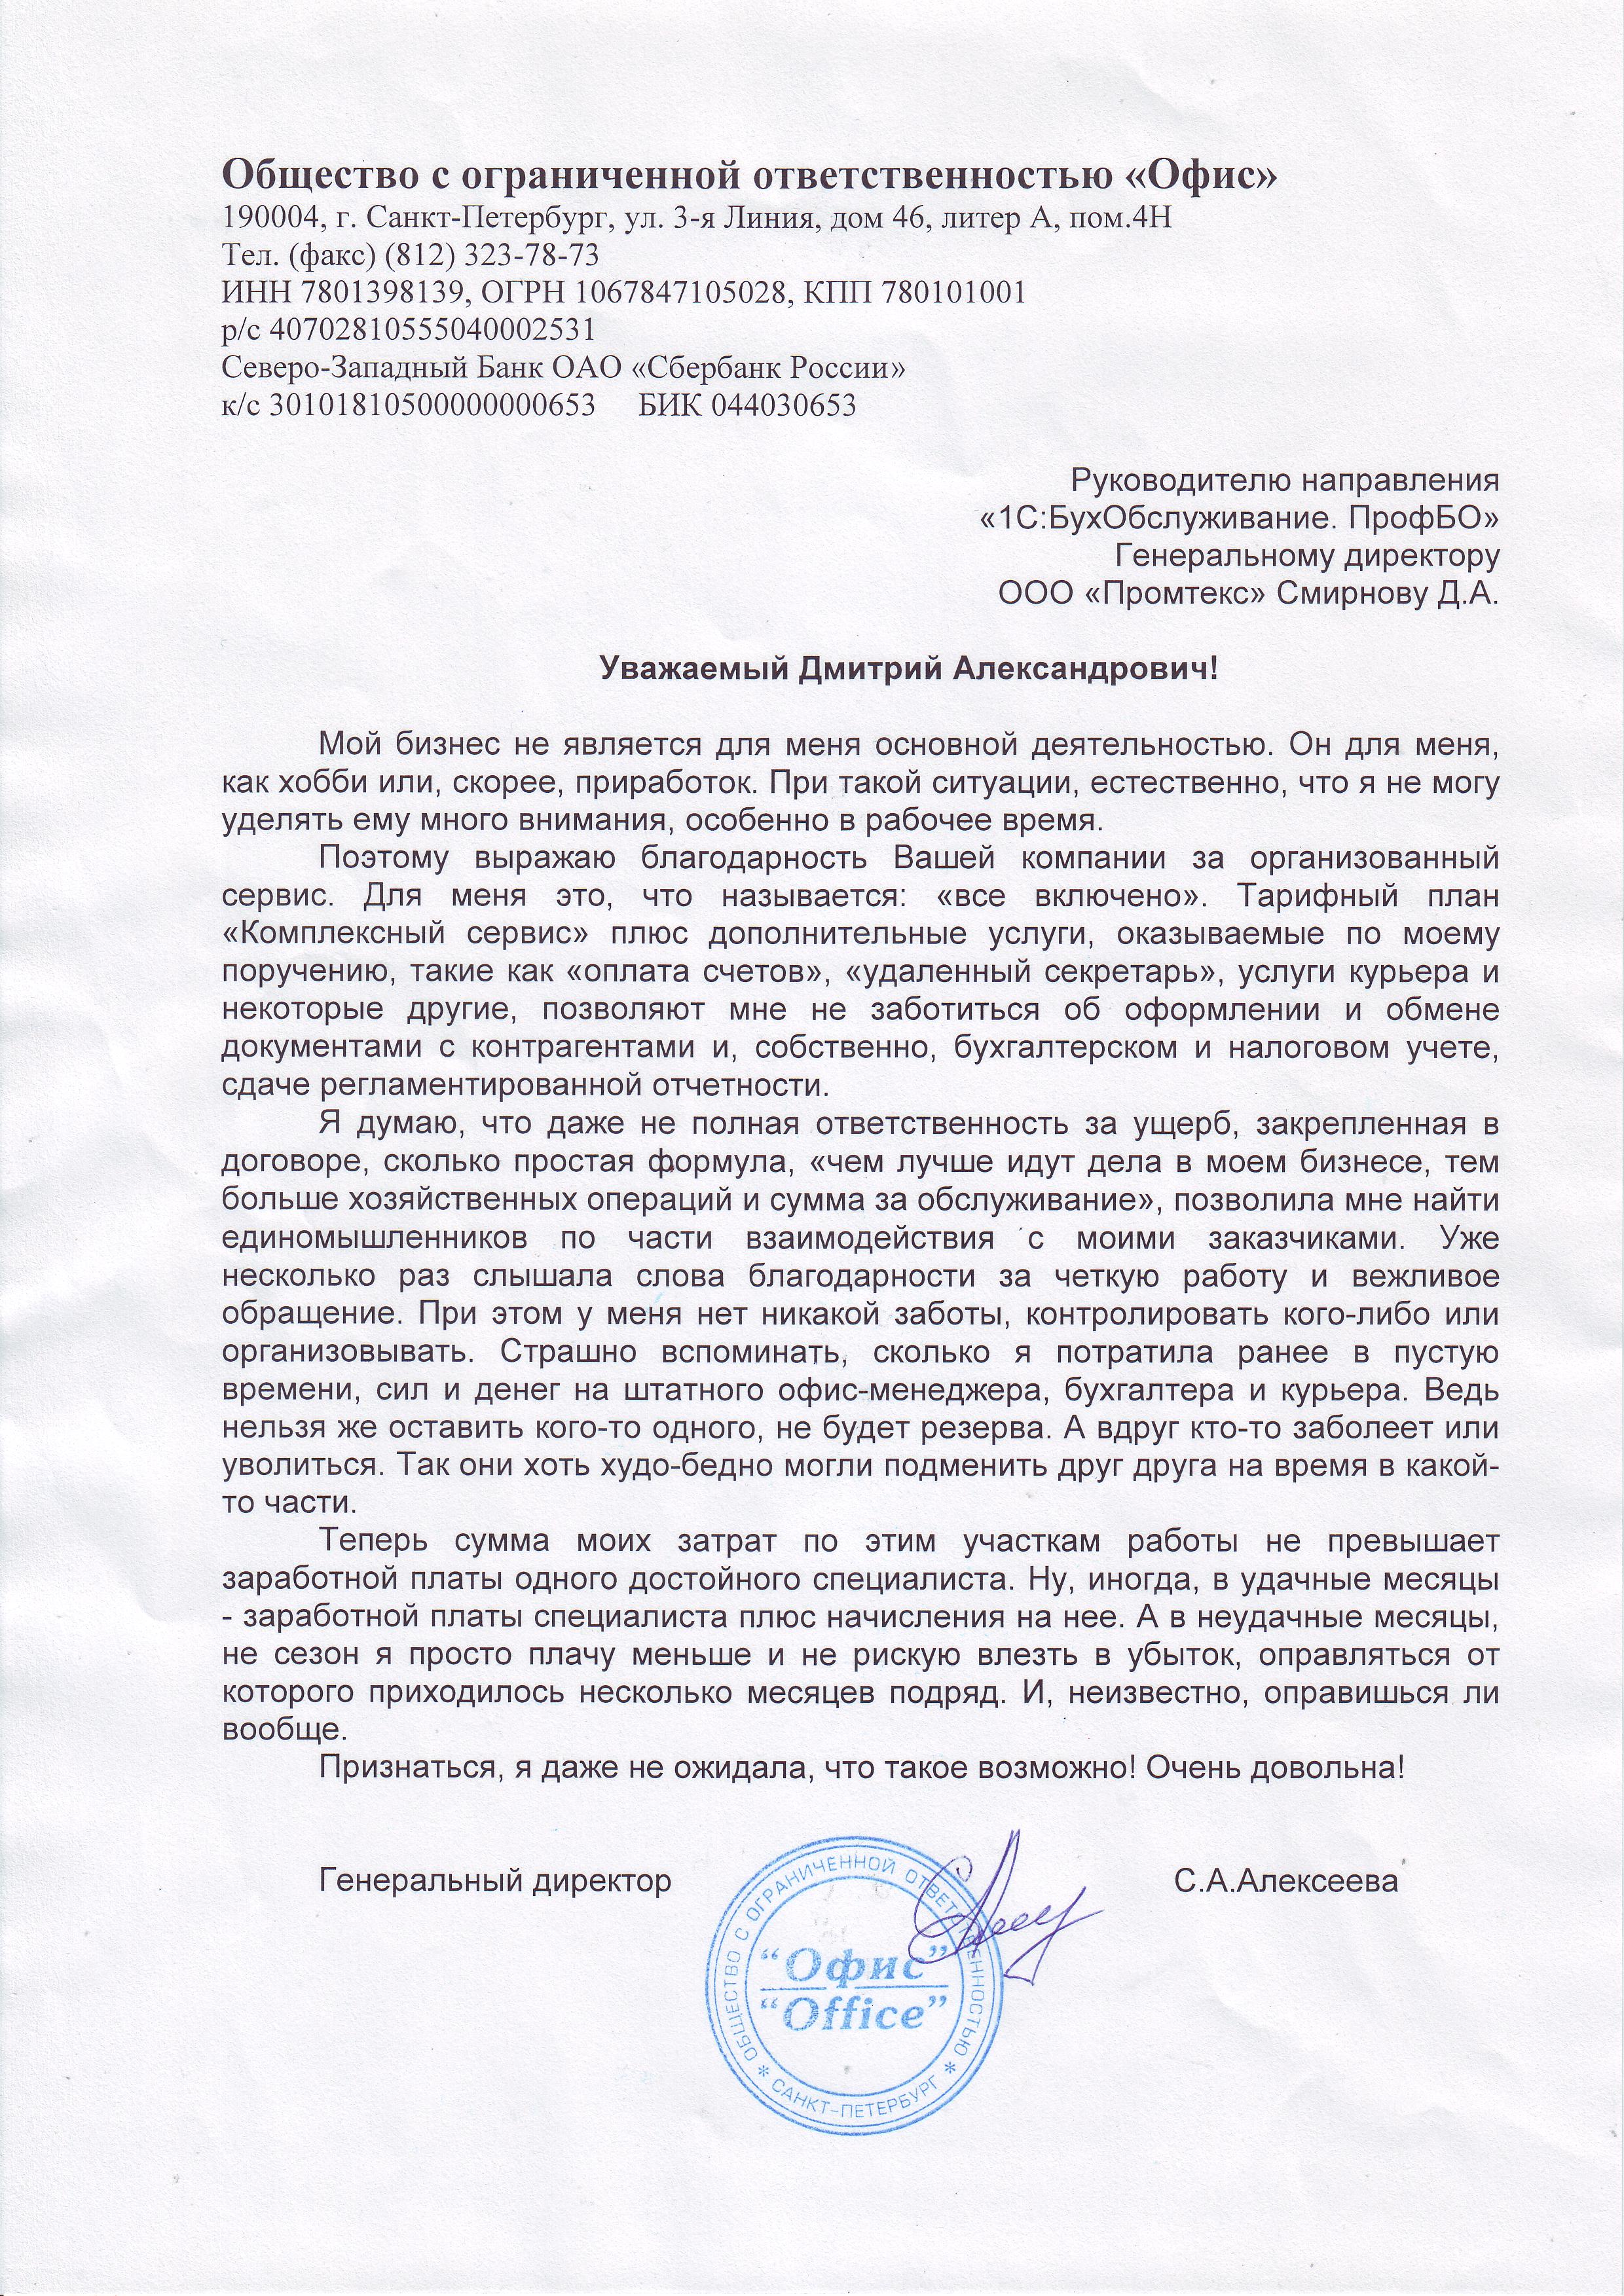 Общество с ограниченной ответственностью «Офис»
190004, г. Санкт-Петербург, ул. 3-я Линия, дом 46, литер А, пом.4Н
Тел. (факс) (812) 323-78-73
ИНН 7801398139, ОГРН 1067847105028, КПП 780101001
р/с 40702810555040002531
Северо-Западный Банк ОАО «Сбербанк России»
к/с 30101810500000000653 БИК 044030653
Руководителю направления
«1С:БухОбслуживание. ПрофБО»
Генеральному директору
ООО «Промтекс» Смирнову Д.А.
Уважаемый Дмитрий Александрович!
Мой бизнес не является для меня основной деятельностью. Он для меня,
как хобби или, скорее, приработок. При такой ситуации, естественно, что я не могу
уделять ему много внимания, особенно в рабочее время.
Поэтому выражаю благодарность Вашей компании за организованный
сервис. Для меня это, что называется: «все включено». Тарифный план
«Комплексный сервис» плюс дополнительные услуги, оказываемые по моему
поручению, такие как «оплата счетов», «удаленный секретарь», услуги курьера и
некоторые другие, позволяют мне не заботиться об оформлении и обмене
документами с контрагентами и, собственно, бухгалтерском и налоговом учете,
сдаче регламентированной отчетности.
Я думаю, что даже не полная ответственность за ущерб, закрепленная в
договоре, сколько простая формула, «чем лучше идут дела в моем бизнесе, тем
больше хозяйственных операций и сумма за обслуживание», позволила мне найти
единомышленников по части взаимодействия с моими заказчиками. Уже
несколько раз слышала слова благодарности за четкую работу и вежливое
обращение. При этом у меня нет никакой заботы, контролировать кого-либо или
организовывать. Страшно вспоминать, сколько я потратила ранее в пустую
времени, сил и денег на штатного офис-менеджера, бухгалтера и курьера. Ведь
нельзя же оставить кого-то одного, не будет резерва. А вдруг кто-то заболеет или
уволиться. Так они хоть худо-бедно могли подменить друг друга на время в какой-
то части.
Теперь сумма моих затрат по этим участкам работы не превышает
заработной платы одного достойного специалиста. Ну, иногда, в удачные месяцы
- заработной платы специалиста плюс начисления на нее. А в неудачные месяцы,
не сезон я просто плачу меньше и не рискую влезть в убыток, оправляться от
которого приходилось несколько месяцев подряд. И, неизвестно, оправишься ли
вообще.
Признаться, я даже не ожидала, что такое возможно! Очень довольна!
Генеральный директор С.А.Алексеева
ОБЩЕСТВО С ОГРАНИЧЕННОЙ ОТВЕТСТВЕННОСТЬЮ
“Офис”
“Office”
* САНКТ-ПЕТЕРБУРГ *